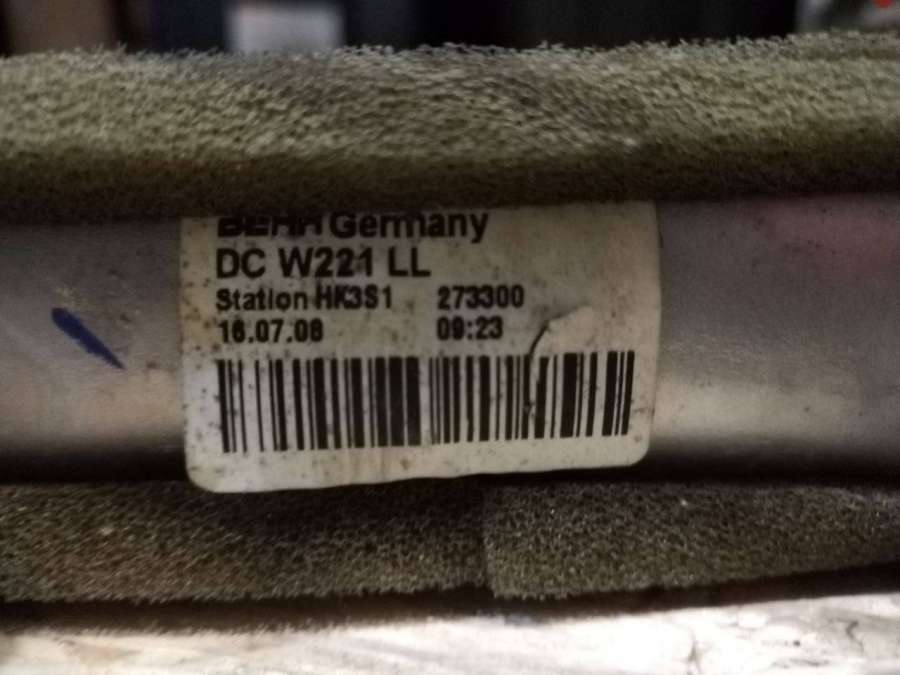 BEHR Germany
DC W221 LL
Station HK3S1 273300
16.07.08 09:23